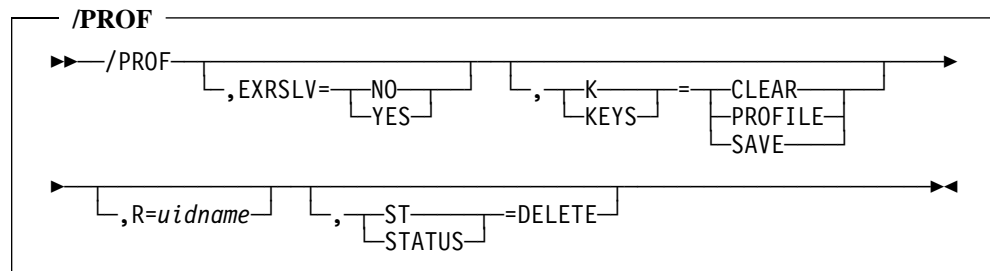 /PROF
/PROF
,EXRSLV= NO , K = CLEAR
YES KEYS PROFILE
SAVE
,R=uidname , ST =DELETE
STATUS